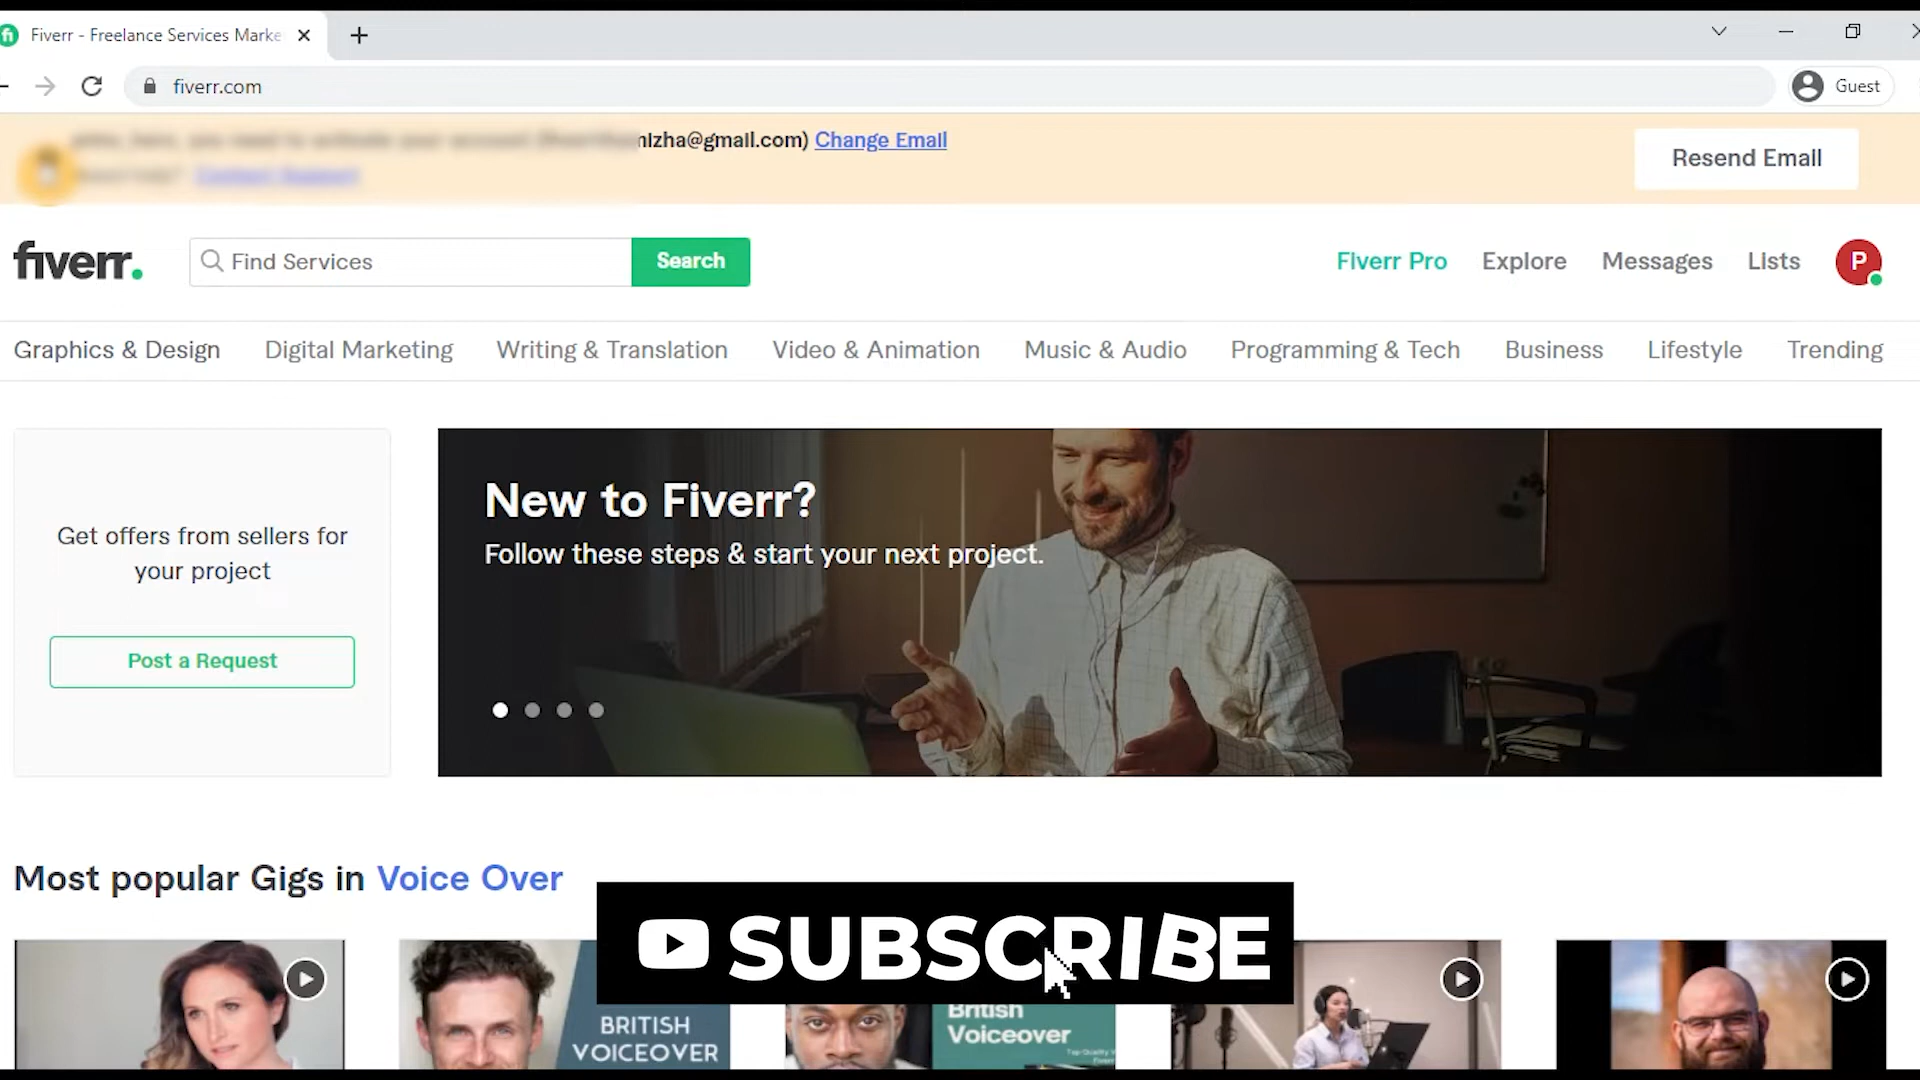 Fiverr - Freelance Services Marke
fiverr.com
Guest
mlzha@gmail.com) Change Email
Resend Email
fiverr.
Find Services
Search
Fiverr Pro
Explore
Messages
Lists
P
Graphics & Design
Digital Marketing
Writing & Translation
Video & Animation
Music & Audio
Programming & Tech
Business
Lifestyle
Trending
Get offers from sellers for
your project
Post a Request
New to Fiverr?
Follow these steps & start your next project.
Most popular Gigs in Voice Over
SUBSCRIBE
BRITISH
VOICEOVER
British
Voiceover